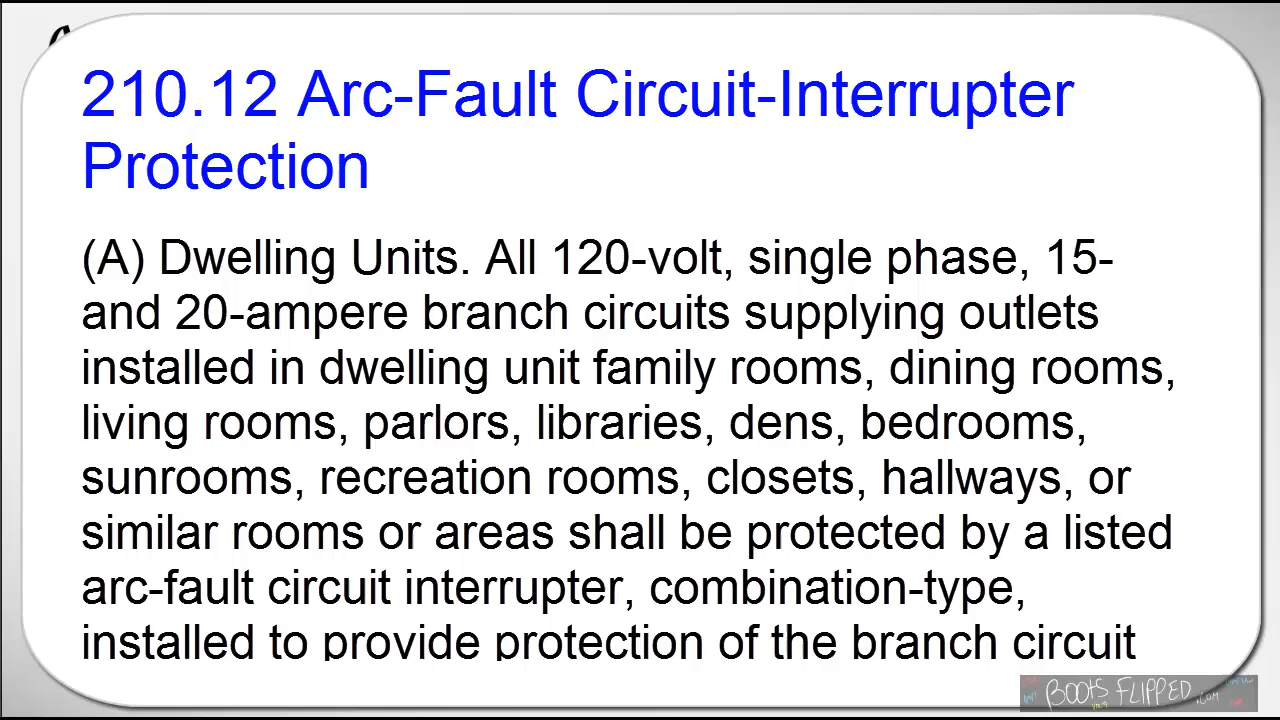 210.12 Arc-Fault Circuit-Interrupter
Protection
(A) Dwelling Units. All 120-volt, single phase, 15-
and 20-ampere branch circuits supplying outlets
installed in dwelling unit family rooms, dining rooms,
living rooms, parlors, libraries, dens, bedrooms,
sunrooms, recreation rooms, closets, hallways, or
similar rooms or areas shall be protected by a listed
arc-fault circuit interrupter, combination-type,
installed to provide protection of the branch circuit
BOOTS FLIPPED.COM